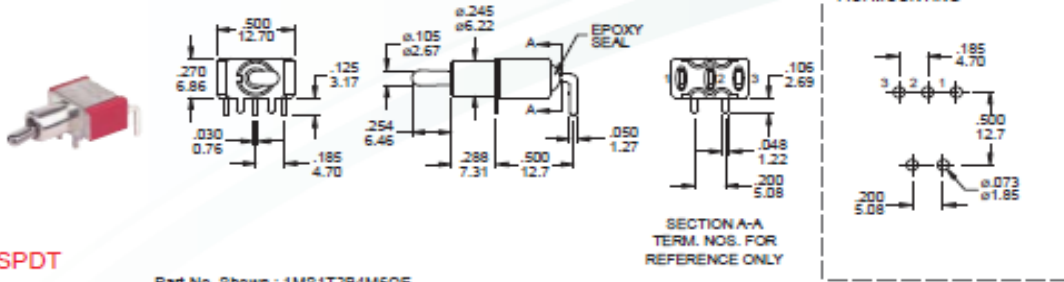 .500
12.70
.270
6.86
.125
3.17
.030
0.76
.185
4.70
ø.105
ø2.67
ø.245
ø6.22
A
EPOXY
SEAL
A
.254
6.46
.288
7.31
.500
12.7
.050
1.27
1 2 3
.106
2.69
.048
1.22
.200
5.08
SECTION A-A
TERM. NOS. FOR
REFERENCE ONLY
.185
4.70
3 2 1
.500
12.7
.200
5.08
ø.073
ø1.85
SPDT
Part No. Shown :